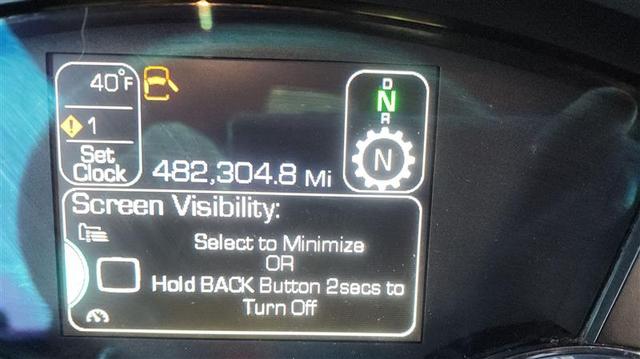 40°F
1
Set
Clock
482,304.8 Mi
D
N
R
N
Screen Visibility:
Select to Minimize
OR
Hold BACK Button 2secs to
Turn Off